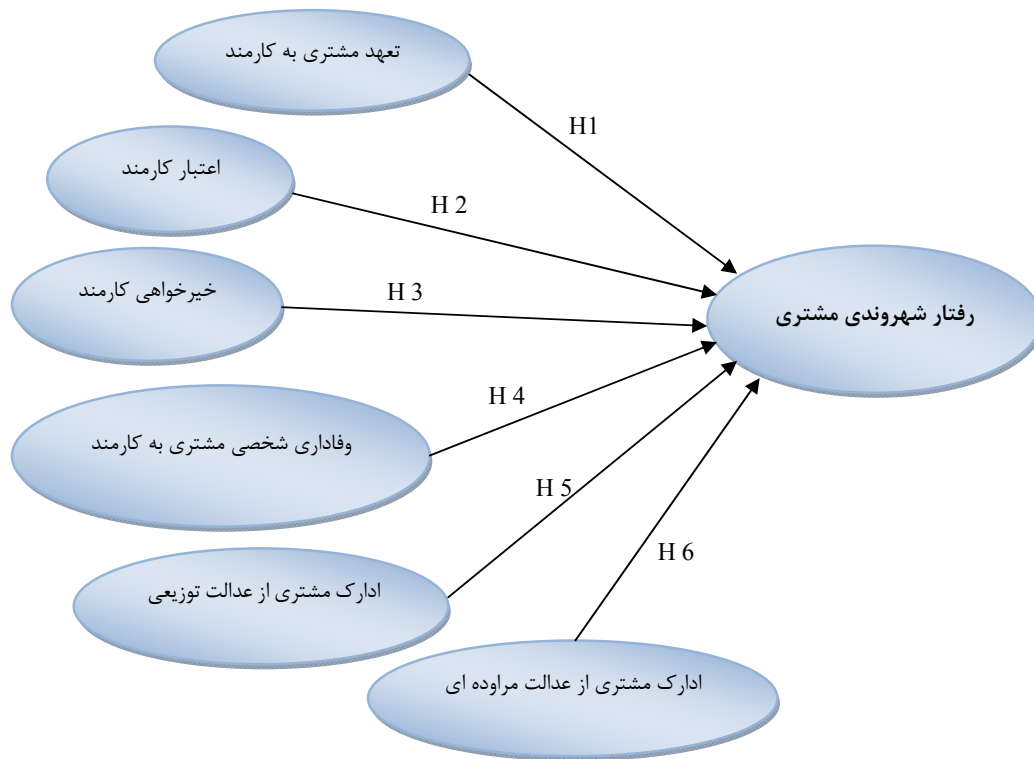 تعهد مشتری به کارمند
H1
اعتبار کارمند
H 2
خیرخواهی کارمند
H 3
رفتار شهروندی مشتری
وفاداری شخصی مشتری به کارمند
H 4
ادارک مشتری از عدالت توزیعی
H 5
ادارک مشتری از عدالت مراوده ای
H 6